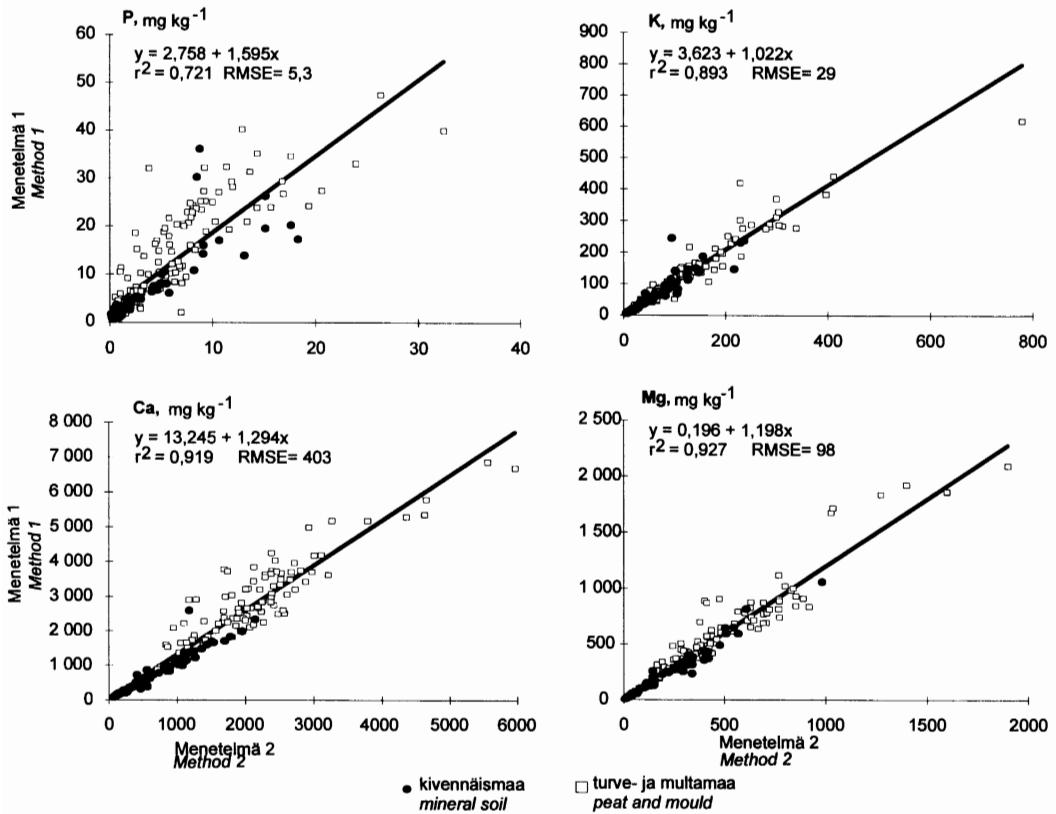 P, mg kg-1
y = 2,758 + 1,595x
r2 = 0,721 RMSE= 5,3
60
50
40
30
20
10
0
0 10 20 30 40
Menetelmä 1
Method 1
K, mg kg-1
y = 3,623 + 1,022x
r2 = 0,893 RMSE= 29
900
800
700
600
500
400
300
200
100
0
0 200 400 600 800
Ca, mg kg-1
y = 13,245 + 1,294x
r2 = 0,919 RMSE= 403
8 000
7 000
6 000
5 000
4 000
3 000
2 000
1 000
0
0 1000 2000 3000 4000 5000 6000
Menetelmä 1
Method 1
Menetelmä 2
Method 2
Mg, mg kg-1
y = 0,196 + 1,198x
r2 = 0,927 RMSE= 98
2 500
2 000
1 500
1 000
500
0
0 500 1000 1500 2000
Menetelmä 2
Method 2
kivennäismaa
mineral soil
turve- ja multamaa
peat and mould